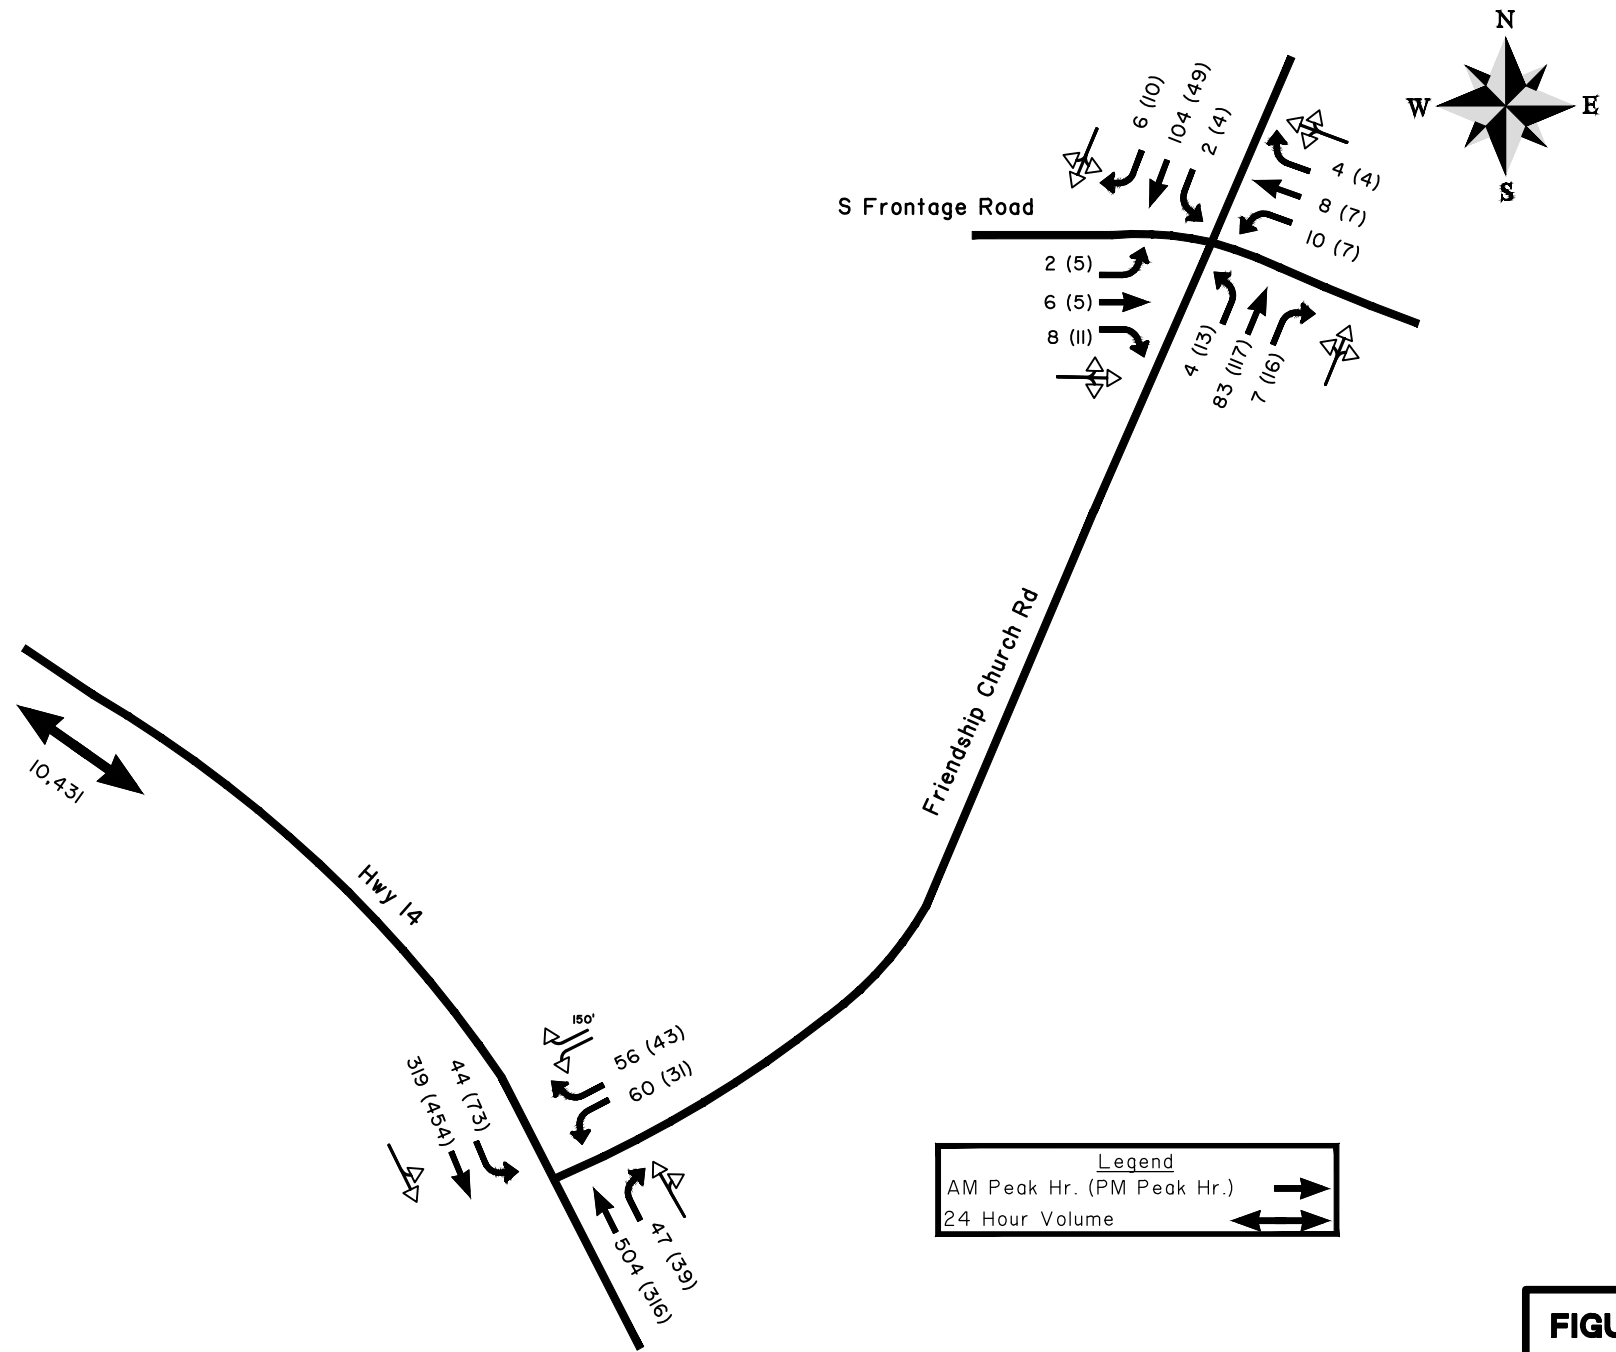 N
W
E
S
6 (10)
104 (49)
2 (4)
4 (4)
8 (7)
10 (7)
S Frontage Road
2 (5)
6 (5)
8 (11)
4 (13)
83 (117)
7 (16)
Friendship Church Rd
10,431
Hwy 14
150'
56 (43)
60 (31)
44 (73)
319 (454)
47 (39)
504 (316)
Legend
AM Peak Hr. (PM Peak Hr.)
24 Hour Volume